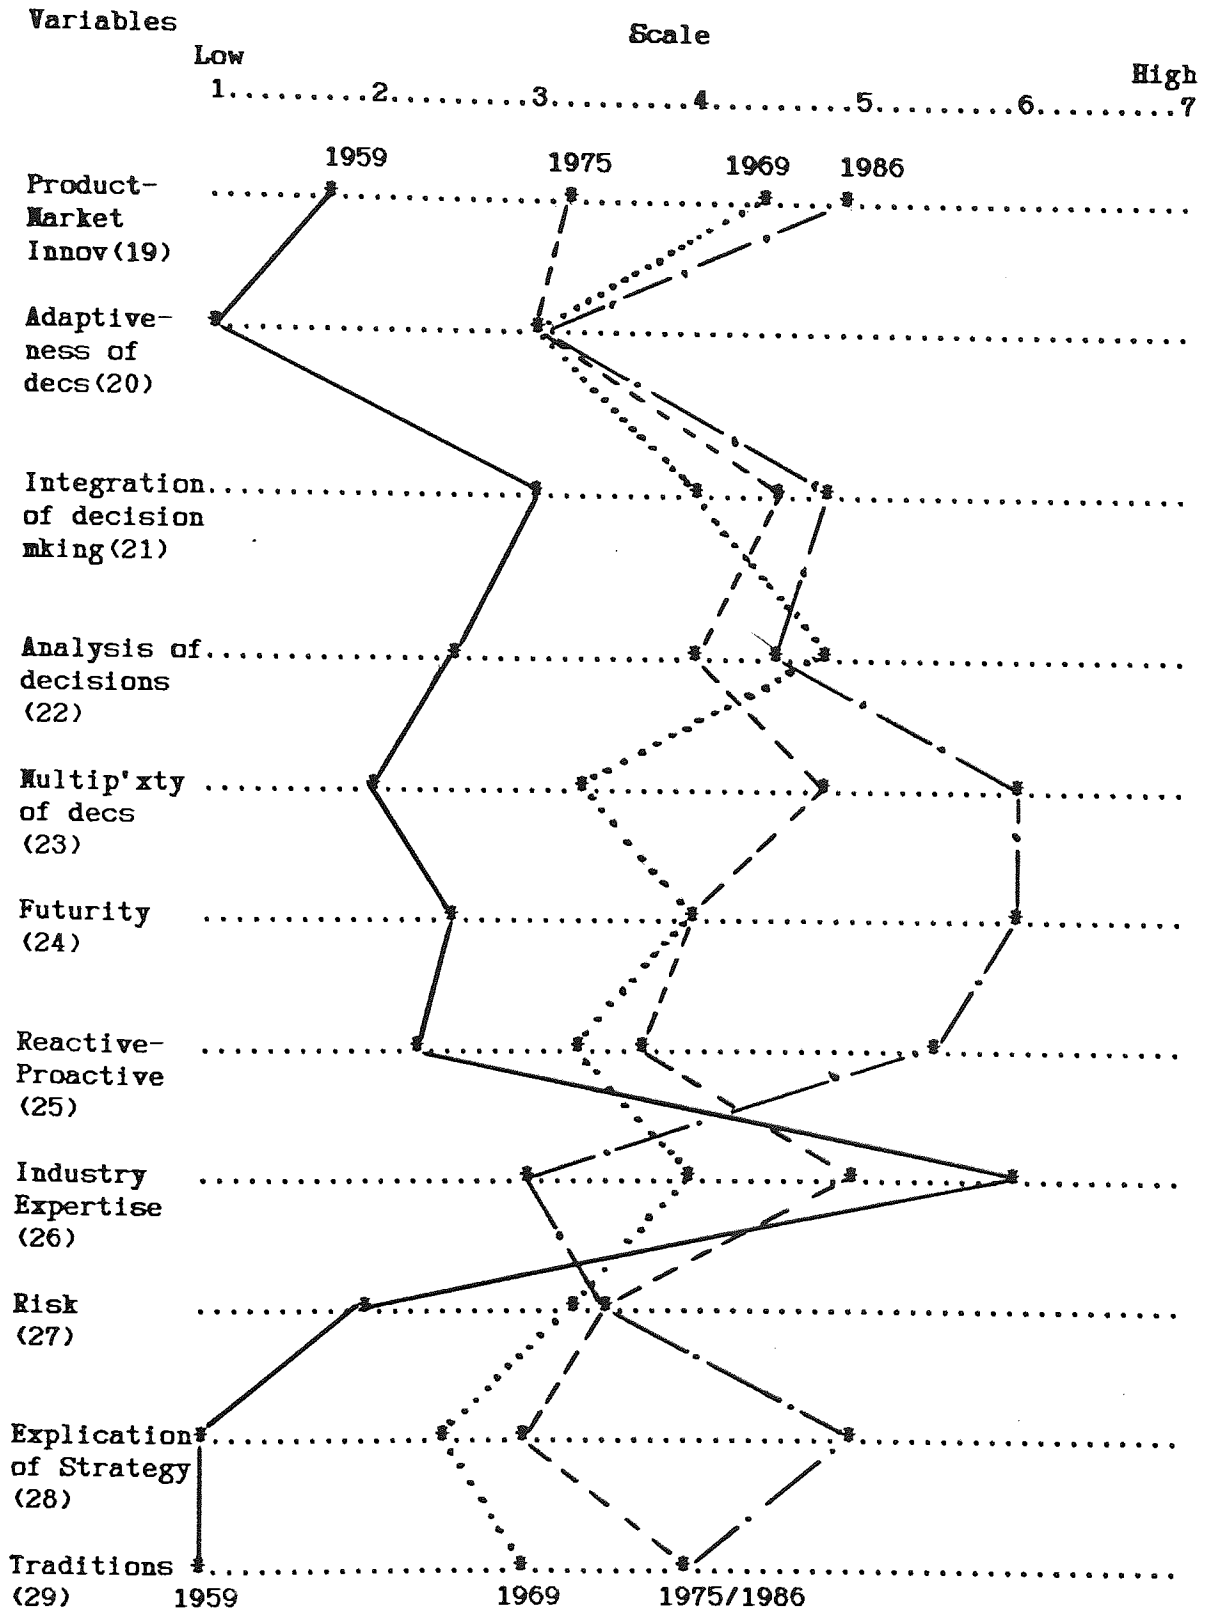 Variables
Scale
Low
High
1.........2.........3.........4.........5.........6.........7
1959 1975 1969 1986
Product-
Market
Innov(19)
Adaptive-
ness of
decs(20)
Integration
of decision
mking(21)
Analysis of
decisions
(22)
Multip'xty
of decs
(23)
Futurity
(24)
Reactive-
Proactive
(25)
Industry
Expertise
(26)
Risk
(27)
Explication
of Strategy
(28)
Traditions
(29) 1959 1969 1975/1986